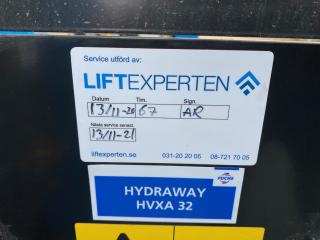 Service utförd av:
LIFTEXPERTEN
Datum Tim. Sign.
13/11-20 67 AR
Nästa service senast:
13/11-21
liftexperten.se 031-20 20 05 08-721 70 05
FUCHS
HYDRAWAY
HVXA 32